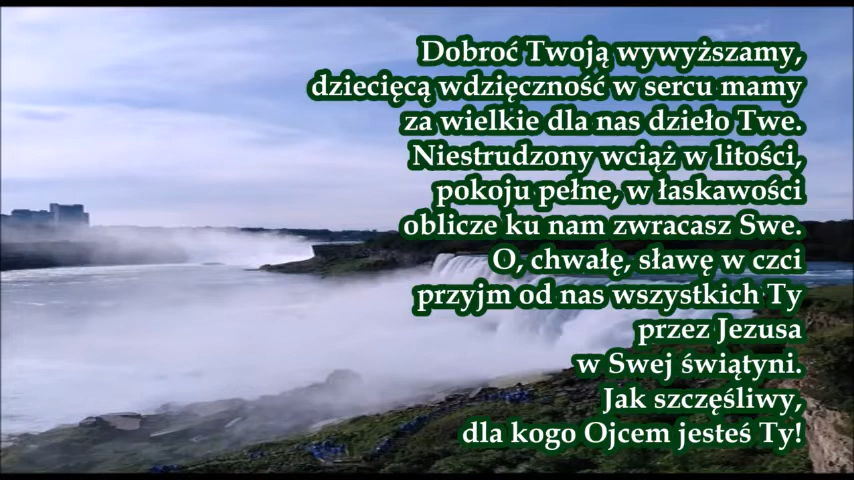 Dobroć Twoją wywyższamy,
dziecięcą wdzięczność w sercu mamy
za wielkie dla nas dzieło Twe.
Niestrudzony wciąż w litości,
pokoju pełne, w łaskawości
oblicze ku nam zwracasz Swe.
O, chwałę, sławę w czci
przyjm od nas wszystkich Ty
przez Jezusa
w Swej świątyni.
Jak szczęśliwy,
dla kogo Ojcem jesteś Ty!